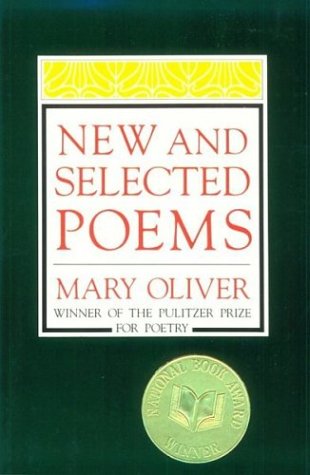 NEW AND
SELECTED
POEMS
MARY OLIVER
WINNER OF THE PULITZER PRIZE
FOR POETRY
NATIONAL BOOK AWARD
WINNER